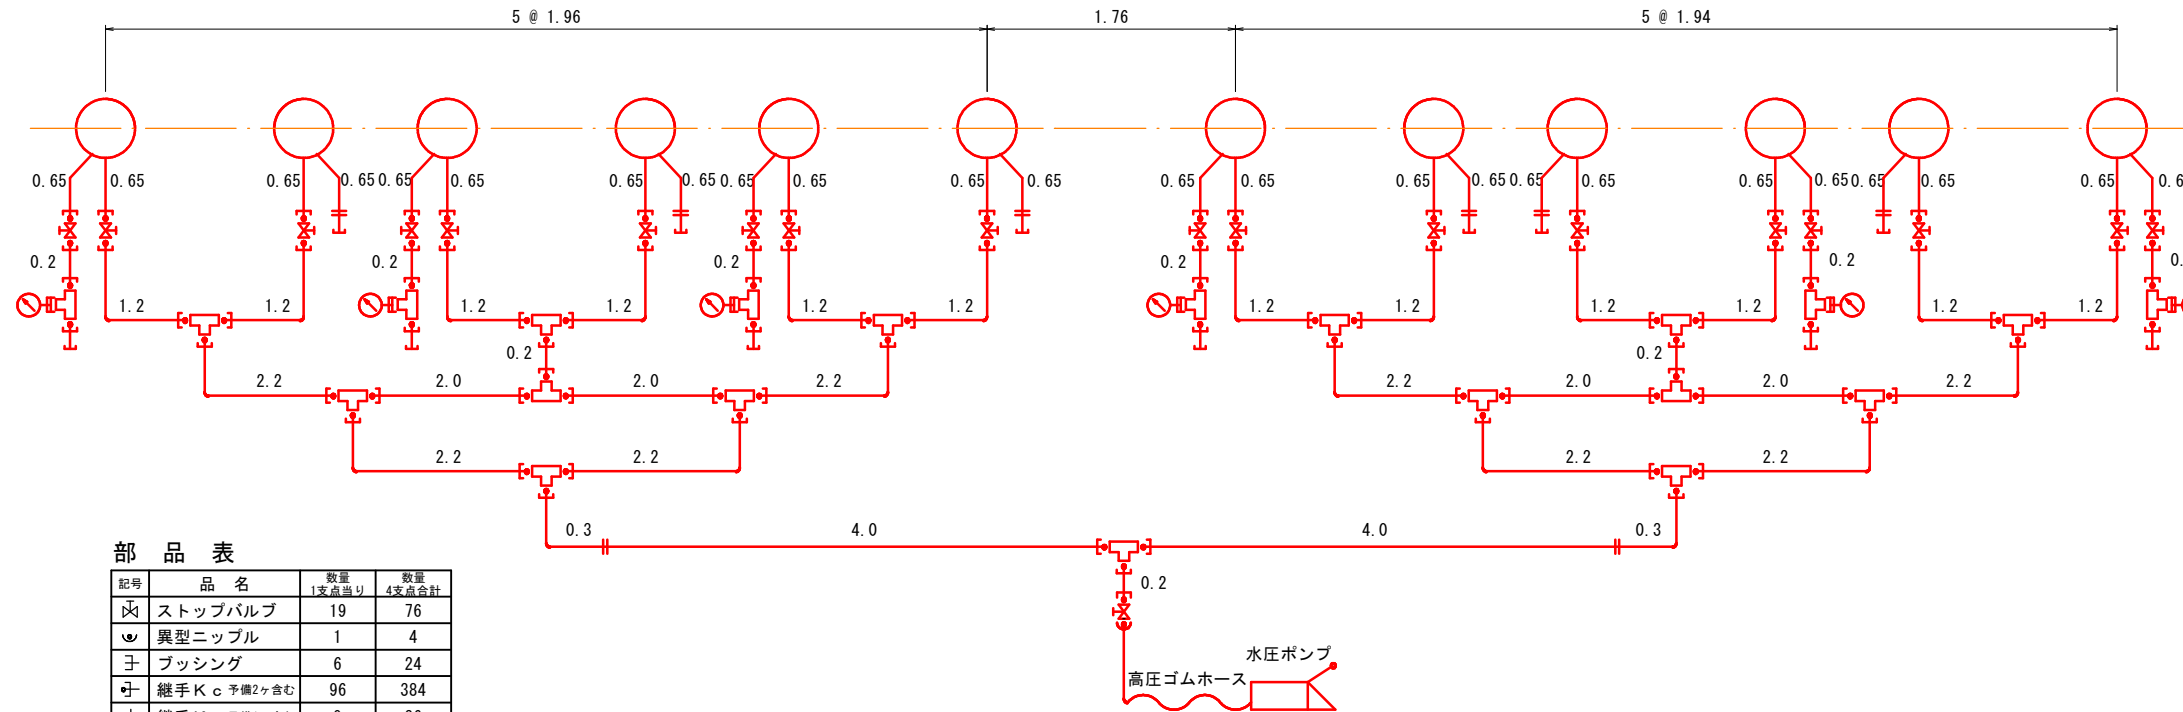 5 @ 1.96 1.76 5 @ 1.94
0.65 0.65 0.65 0.65 0.65 0.65 0.65 0.65 0.65 0.65 0.65 0.65 0.65 0.65 0.65 0.65 0.65 0.65 0.65 0.65 0.65 0.65 0.65
0.2 0.2 0.2 0.2 0.2
1.2 1.2 1.2 1.2 1.2 1.2 1.2 1.2 1.2 1.2 1.2 1.2
0.2 0.2
2.2 2.0 2.0 2.2 2.2 2.0 2.0 2.2
2.2 2.2 2.2 2.2
0.3 4.0 4.0 0.3
0.2
水圧ポンプ
高圧ゴムホース
部品表
記号 品名 数量 1支点当り 数量 4支点合計
ストップバルブ 19 76
異型ニップル 1 4
ブッシング 6 24
継手Kc 予備2ヶ含む 96 384